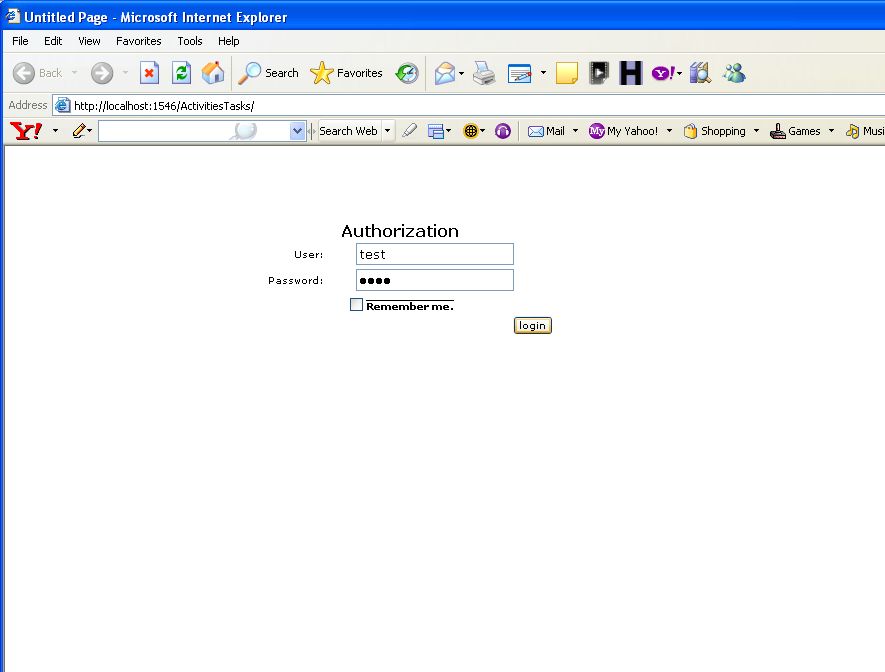 Untitled Page - Microsoft Internet Explorer
File Edit View Favorites Tools Help
Back Search Favorites H Y!
Address http://localhost:1546/ActivitiesTasks/
Y! Search Web Mail My My Yahoo! Shopping Games Musi
Authorization
User: test
Password: ••••
Remember me.
login